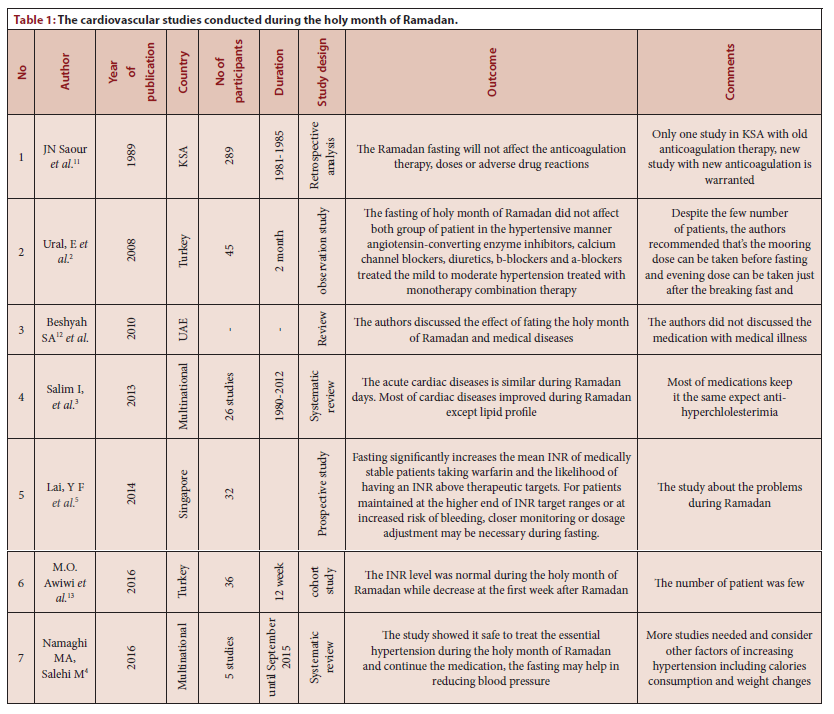 Table 1: The cardiovascular studies conducted during the holy month of Ramadan.
No
Author
Year
of
publication
Country
No of
participants
Duration
Study design
Outcome
Comments
1
JN Saour
et al.11
1989
KSA
289
1981-1985
Retrospective
analysis
The Ramadan fasting will not affect the anticoagulation
therapy, doses or adverse drug reactions
Only one study in KSA with old
anticoagulation therapy, new
study with new anticoagulation is
warranted
2
Ural, E et
al.2
2008
Turkey
45
2 month
observation study
The fasting of holy month of Ramadan did not affect
both group of patient in the hypertensive manner
angiotensin-converting enzyme inhibitors, calcium
channel blockers, diuretics, b-blockers and a-blockers
treated the mild to moderate hypertension treated with
monotherapy combination therapy
Despite the few number
of patients, the authors
recommended that's the mooring
dose can be taken before fasting
and evening dose can be taken just
after the breaking fast and
3
Beshyah
SA12 et al.
2010
UAE
-
-
Review
The authors discussed the effect of fating the holy month
of Ramadan and medical diseases
The authors did not discussed the
medication with medical illness
4
Salim I,
et al.3
2013
Multinational
26 studies
1980-2012
Systematic
review
The acute cardiac diseases is similar during Ramadan
days. Most of cardiac diseases improved during Ramadan
except lipid profile
Most of medications keep
it the same expect anti-
hyperchlolesterimia
5
Lai, Y F
et al.5
2014
Singapore
32
Prospective study
Fasting significantly increases the mean INR of medically
stable patients taking warfarin and the likelihood of
having an INR above therapeutic targets. For patients
maintained at the higher end of INR target ranges or at
increased risk of bleeding, closer monitoring or dosage
adjustment may be necessary during fasting.
The study about the problems
during Ramadan
6
M.O.
Awiwi et
al.13
2016
Turkey
36
12 week
cohort
study
The INR level was normal during the holy month of
Ramadan while decrease at the first week after Ramadan
The number of patient was few
7
Namaghi
MA,
Salehi M4
2016
Multinational
5 studies
until September
2015
Systematic
review
The study showed it safe to treat the essential
hypertension during the holy month of Ramadan
and continue the medication, the fasting may help in
reducing blood pressure
More studies needed and consider
other factors of increasing
hypertension including calories
consumption and weight changes